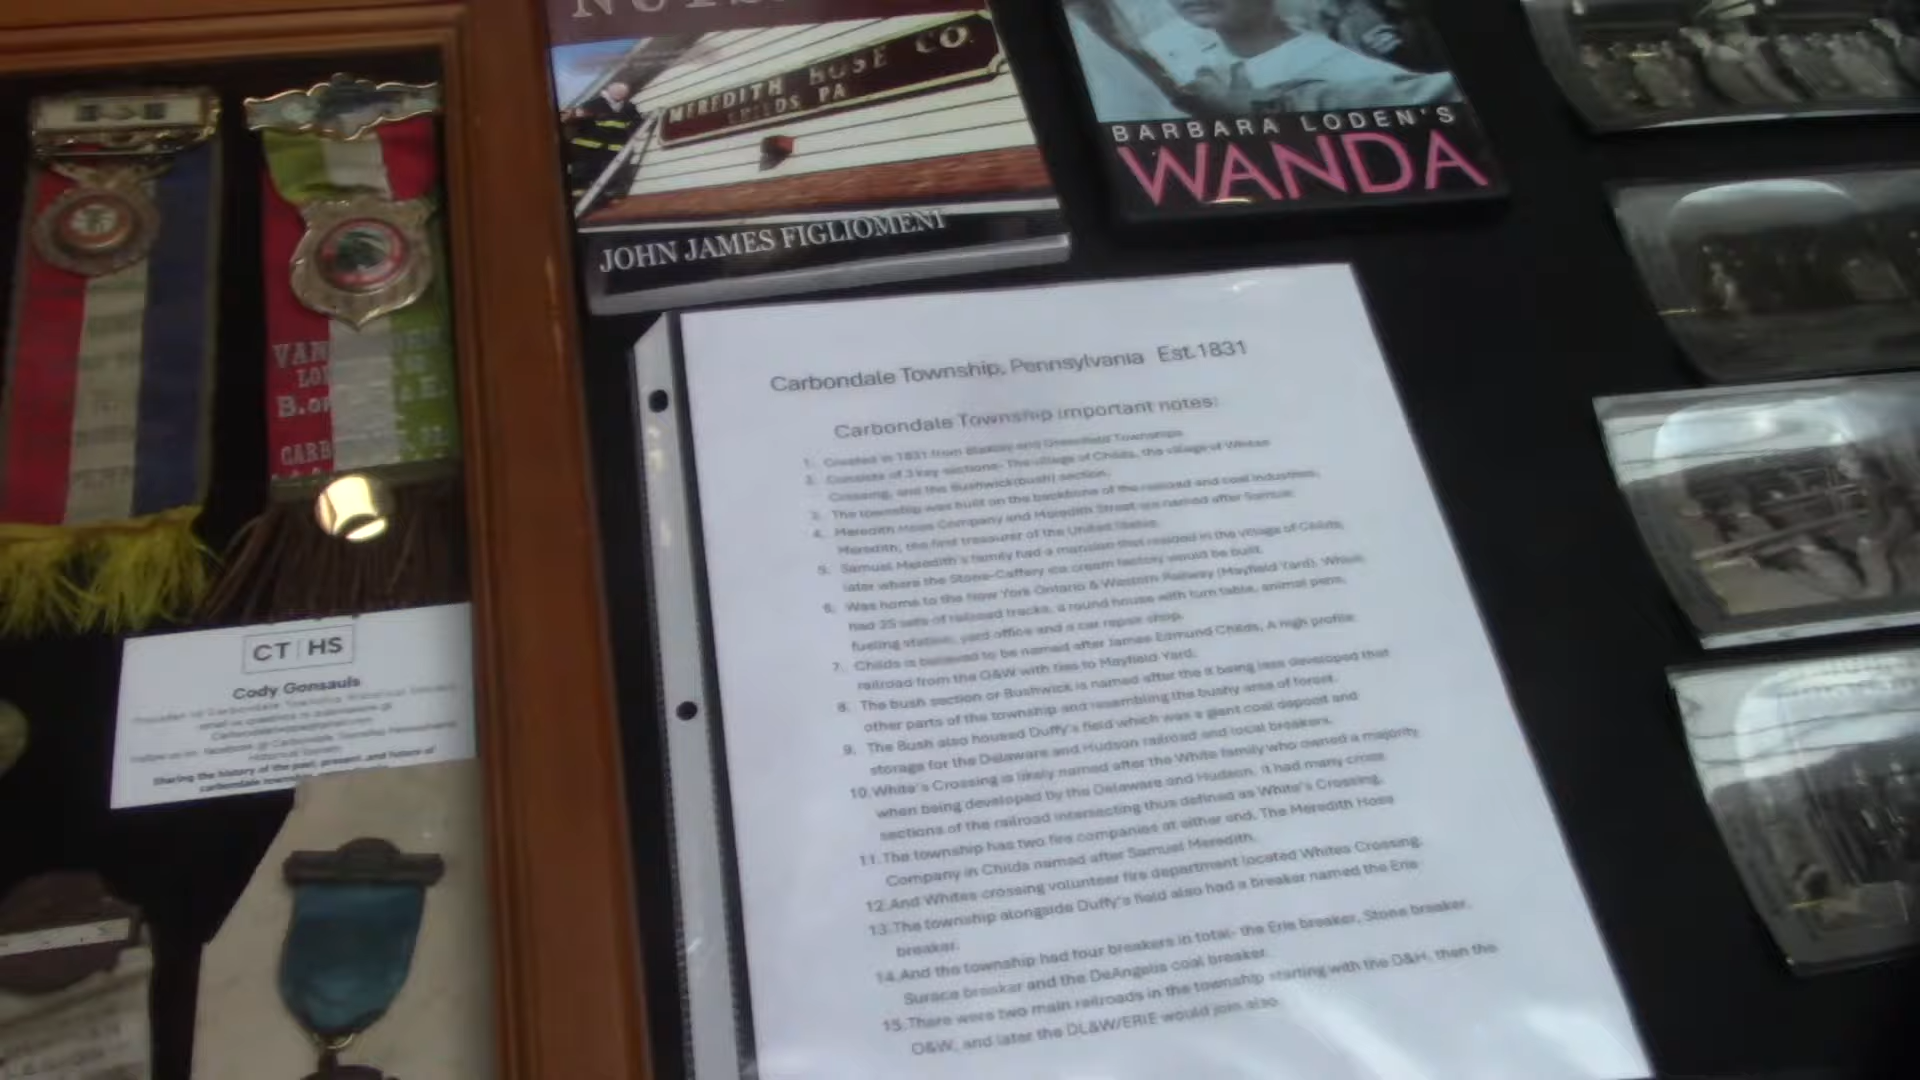 MEREDITH HOSE CO.
CHILDS PA
JOHN JAMES FIGLIOMENI
BARBARA LODEN'S
WANDA
VAN
B.OF
CARB
CT HS
Cody Gonsauls
Sharing the history of the past, present and future of
carbondale township
Carbondale Township, Pennsylvania Est.1831
Carbondale Township important notes:
1. Created in 1831 from Blakely and Greenfield Townships
2. Consists of 3 key sections- The village of Childs, the village of Whites
Crossing, and the Bushwick(bush) section.
3. The township was built on the backbone of the railroad and coal industries.
4. Meredith Hose Company and Meredith Street are named after Samuel
Meredith, the first treasurer of the United States.
5. Samuel Meredith's family had a mansion that resided in the village of Childs,
later where the Stone-Caffery ice cream factory would be built.
6. Was home to the New York Ontario & Western Railway (Mayfield Yard). Which
had 35 sets of railroad tracks, a round house with turn table, animal pens,
fueling station, yard office and a car repair shop.
7. Childs is believed to be named after James Edmund Childs, A high profile
railroad from the O&W with ties to Mayfield Yard.
8. The bush section or Bushwick is named after the it being less developed that
other parts of the township and resembling the bushy area of forest.
9. The Bush also housed Duffy's field which was a giant coal deposit and
storage for the Delaware and Hudson railroad and local breakers.
10. White's Crossing is likely named after the White family who owned a majority
when being developed by the Delaware and Hudson. It had many cross
sections of the railroad intersecting thus defined as White's Crossing.
11. The township has two fire companies at either end. The Meredith Hose
Company in Childs named after Samuel Meredith.
12. And Whites crossing volunteer fire department located Whites Crossing.
13. The township alongside Duffy's field also had a breaker named the Erie
breaker.
14. And the township had four breakers in total- the Erie breaker, Stone breaker,
Surace breaker and the DeAngelis coal breaker.
15. There were two main railroads in the township starting with the D&H, then the
O&W, and later the DL&W/ERIE would join also.